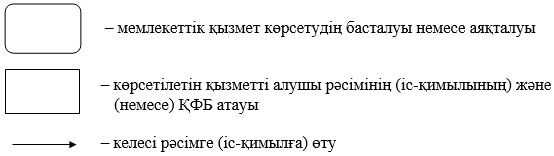 – мемлекеттік қызмет көрсетудің басталуы немесе аяқталуы
– көрсетілетін қызметті алушы рәсімінің (іс-қимылының) және
(немесе) ҚФБ атауы
– келесі рәсімге (іс-қимылға) өту